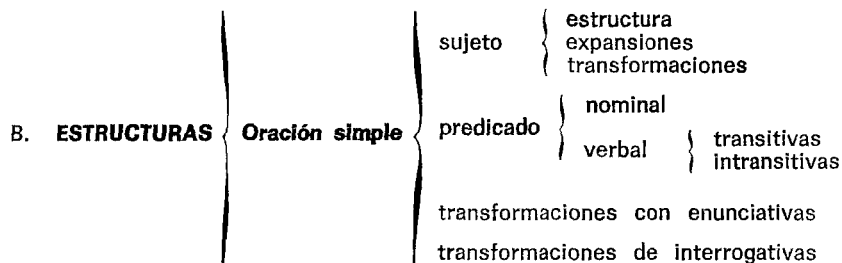 estructura
sujeto expansiones
transformaciones
nominal
B. ESTRUCTURAS Oración simple predicado
verbal transitivas
intransitivas
transformaciones con enunciativas
transformaciones de interrogativas